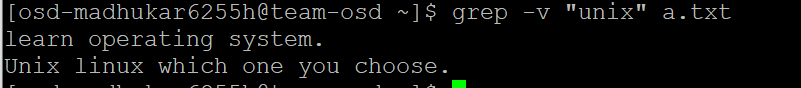 [osd-madhukar6255h@team-osd ~]$ grep -v "unix" a.txt
learn operating system.
Unix linux which one you choose.